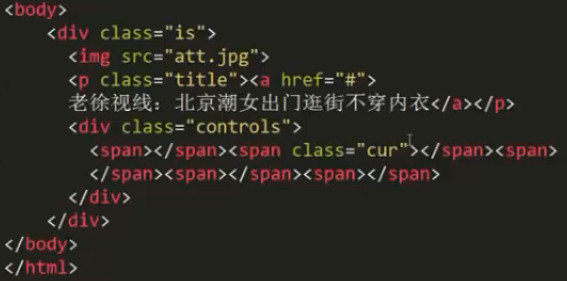 <body>
<div class="is">
<img src="att.jpg">
<p class="title"><a href="#">
老徐视线：北京潮女出门逛街不穿内衣</a></p>
<div class="controls">
<span></span><span class="cur"></span><span>
</span><span></span><span></span>
</div>
</div>
</body>
</html>